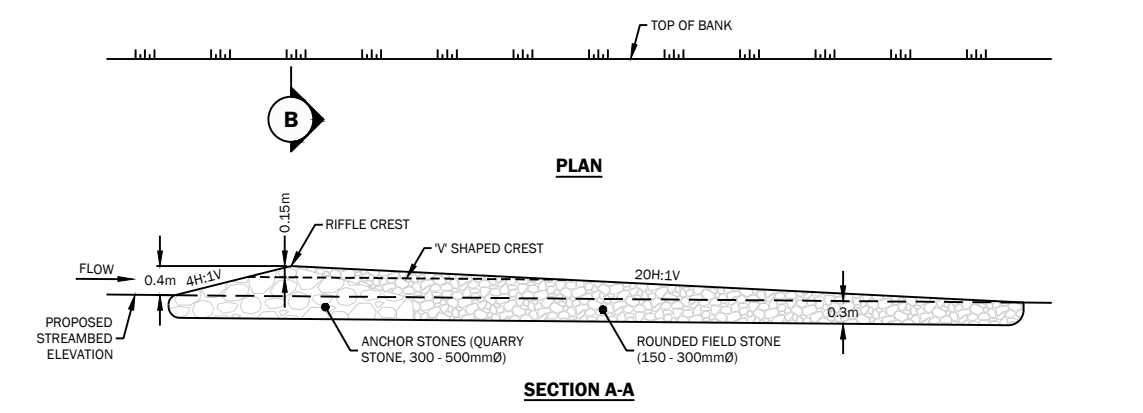 TOP OF BANK
B
PLAN
0.15m
RIFFLE CREST
'V' SHAPED CREST
FLOW
0.4m
4H:1V
20H:1V
0.3m
PROPOSED
STREAMBED
ELEVATION
ANCHOR STONES (QUARRY
STONE, 300 - 500mmØ)
ROUNDED FIELD STONE
(150 - 300mmØ)
SECTION A-A